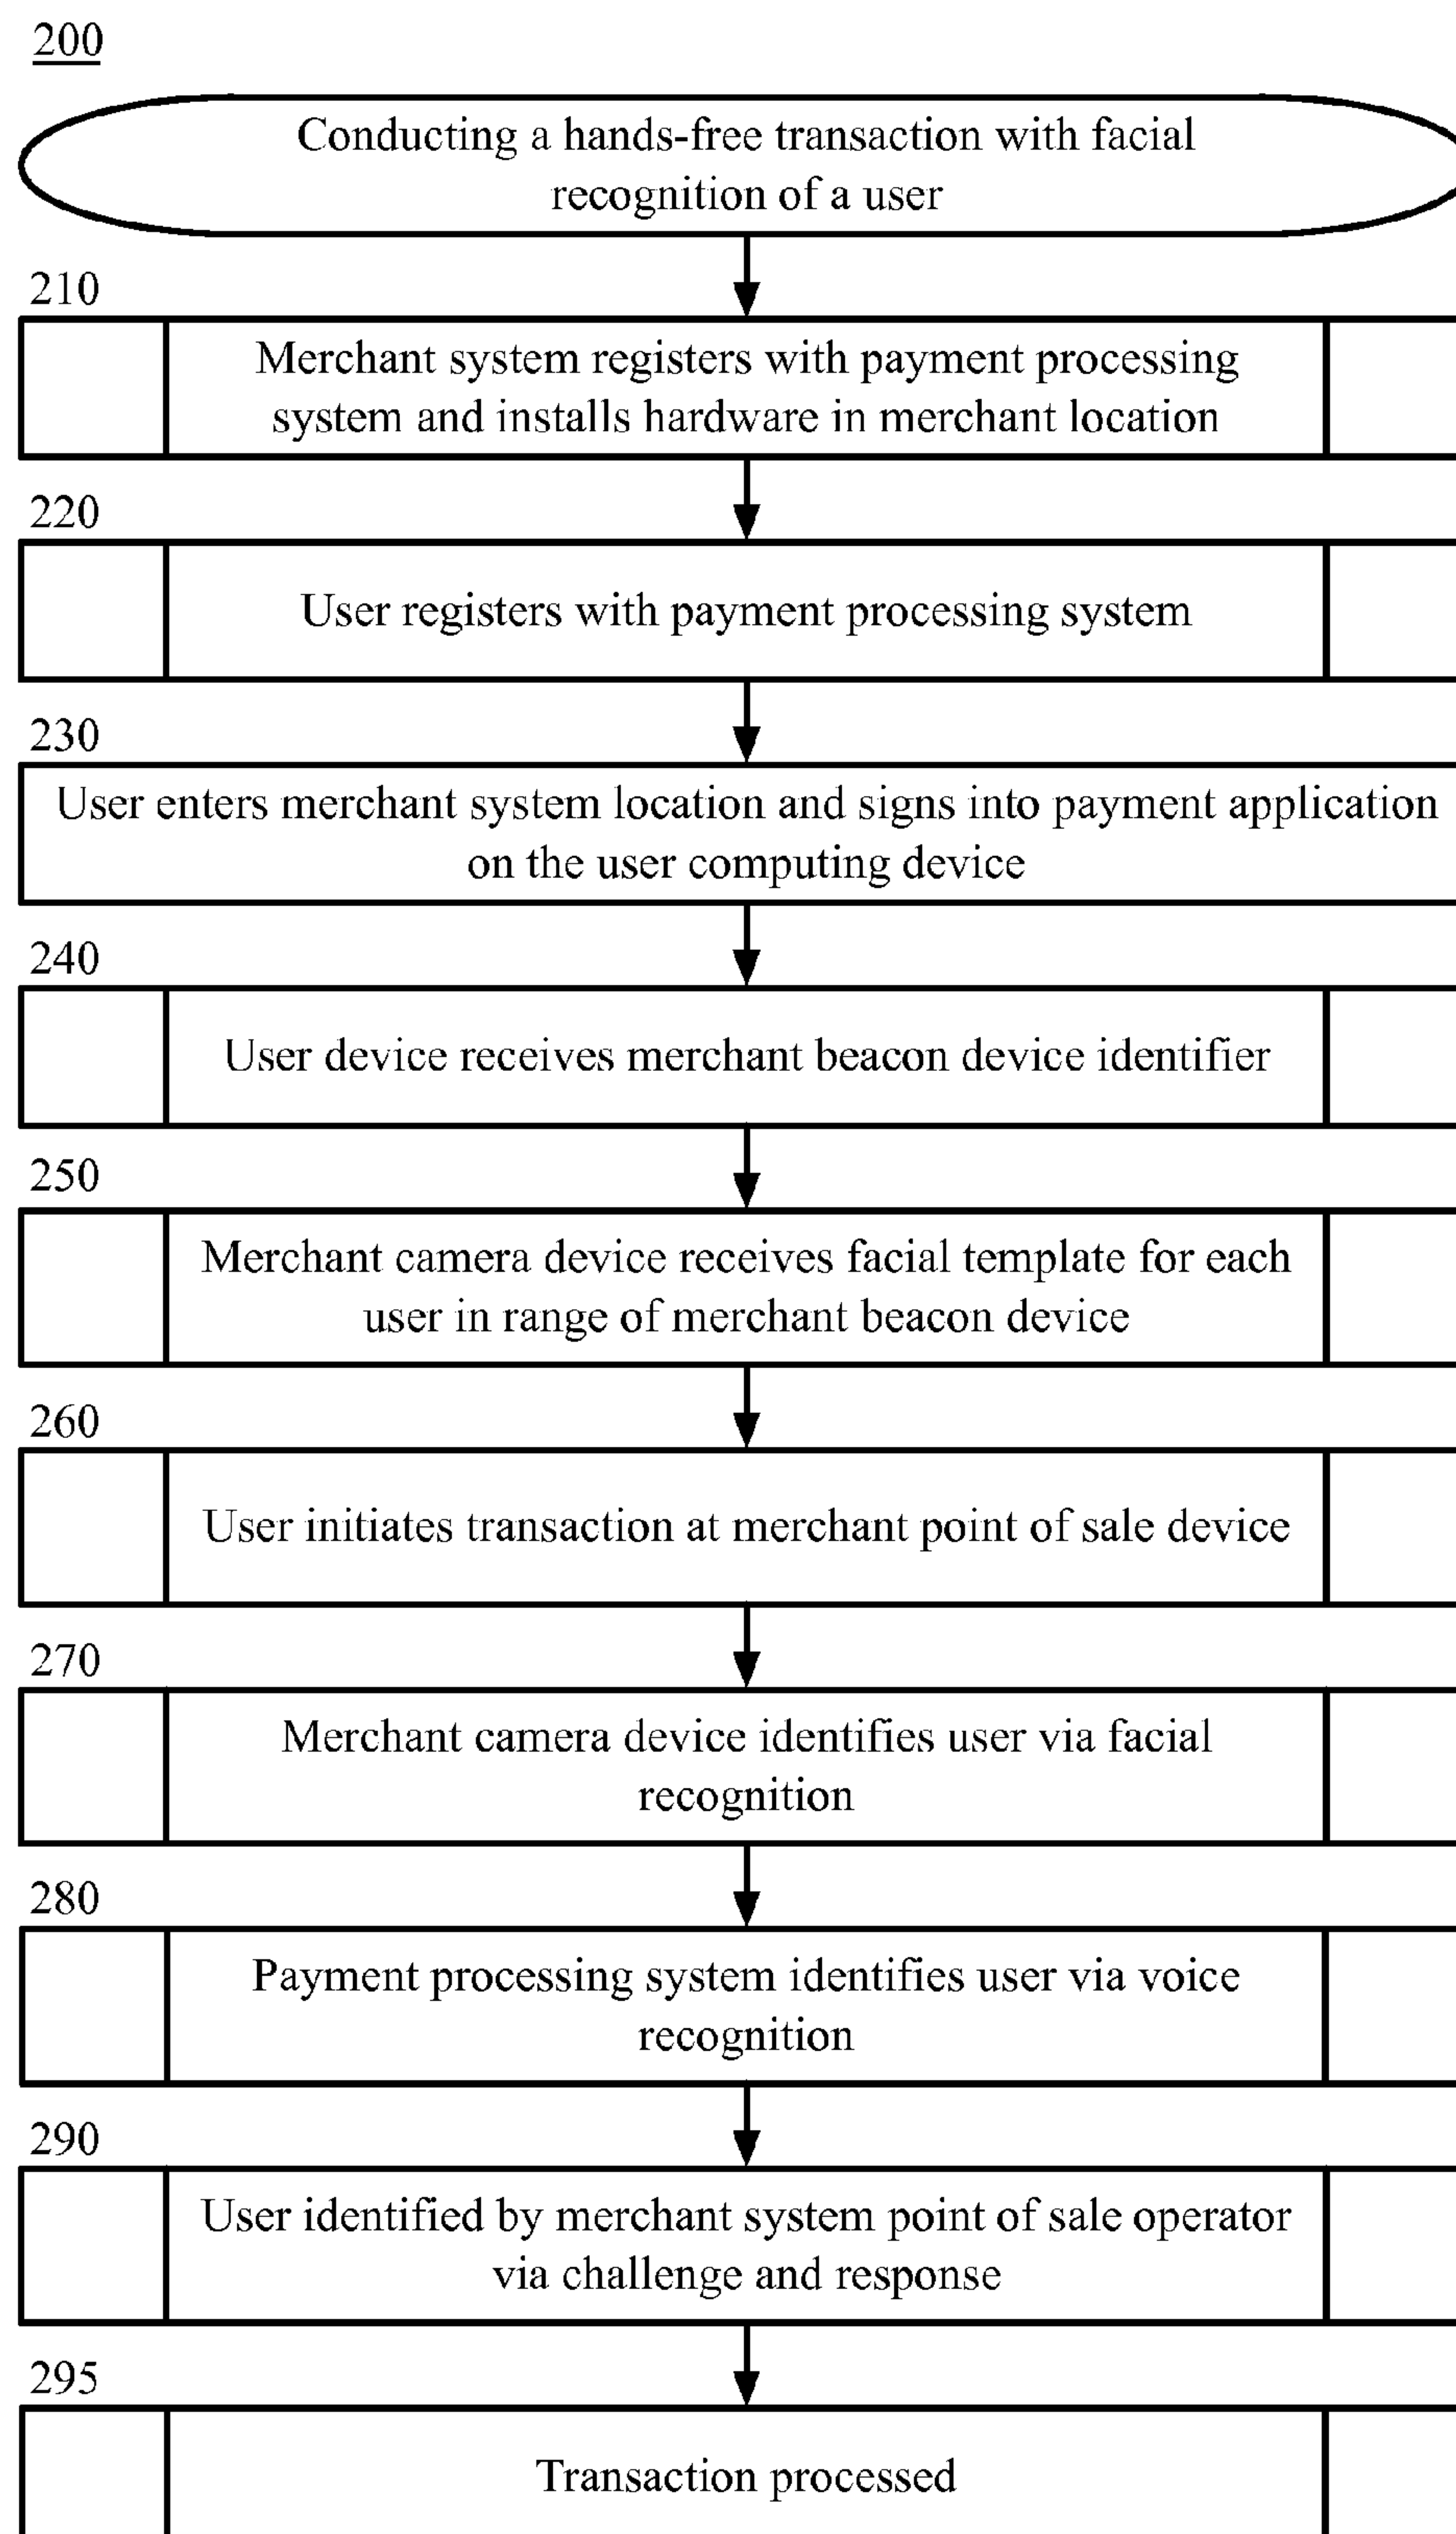 200
Conducting a hands-free transaction with facial
recognition of a user
210
Merchant system registers with payment processing
system and installs hardware in merchant location
220
User registers with payment processing system
230
User enters merchant system location and signs into payment application
on the user computing device
240
User device receives merchant beacon device identifier
250
Merchant camera device receives facial template for each
user in range of merchant beacon device
260
User initiates transaction at merchant point of sale device
270
Merchant camera device identifies user via facial
recognition
280
Payment processing system identifies user via voice
recognition
290
User identified by merchant system point of sale operator
via challenge and response
295
Transaction processed